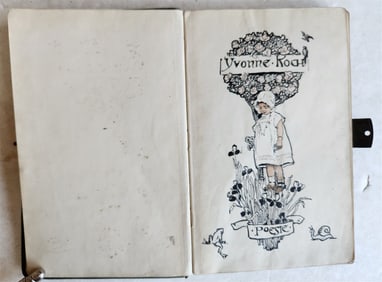 Yvonne · Koch
· Poesie ·